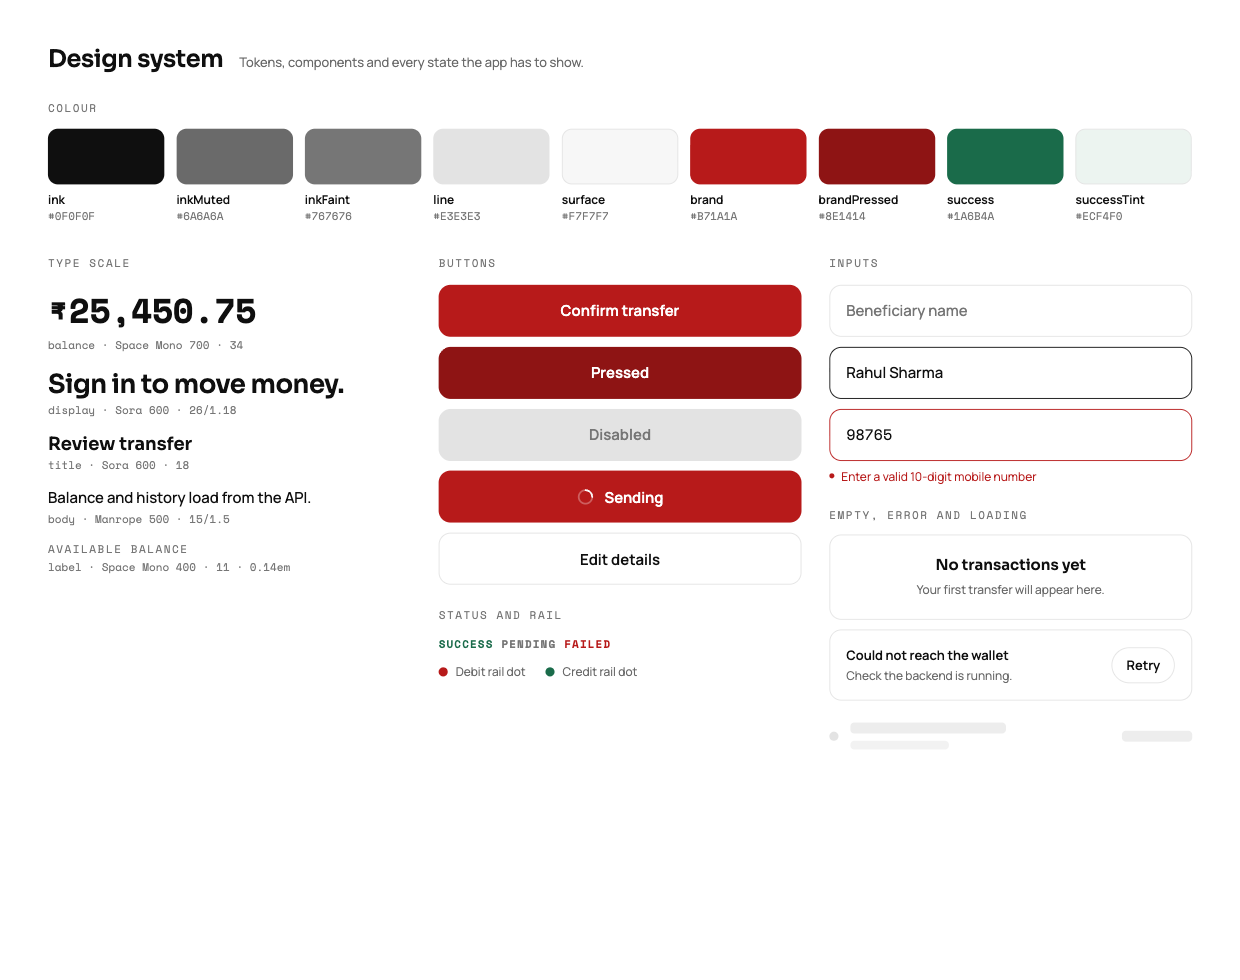 Design system
Tokens, components and every state the app has to show.
COLOUR
ink
#0F0F0F
inkMuted
#6A6A6A
inkFaint
#767676
line
#E3E3E3
surface
#F7F7F7
brand
#B71A1A
brandPressed
#8E1414
success
#1A6B4A
successTint
#ECF4F0
TYPE SCALE
₹25,450.75
balance · Space Mono 700 · 34
Sign in to move money.
display · Sora 600 · 26/1.18
Review transfer
title · Sora 600 · 18
Balance and history load from the API.
body · Manrope 500 · 15/1.5
AVAILABLE BALANCE
label · Space Mono 400 · 11 · 0.14em
BUTTONS
Confirm transfer
Pressed
Disabled
Sending
Edit details
STATUS AND RAIL
SUCCESS PENDING FAILED
Debit rail dot
Credit rail dot
INPUTS
Beneficiary name
Rahul Sharma
98765
Enter a valid 10-digit mobile number
EMPTY, ERROR AND LOADING
No transactions yet
Your first transfer will appear here.
Could not reach the wallet
Check the backend is running.
Retry